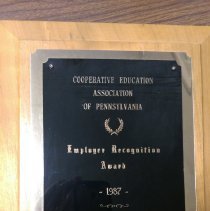 COOPERATIVE EDUCATION
ASSOCIATION
OF PENNSYLVANIA
Employer Recognition
Award
- 1987 -